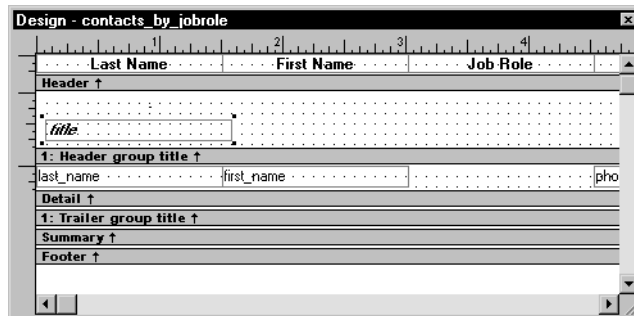 Design - contacts_by_jobrole
1 2 3 4
Last Name First Name Job Role
Header ↑
title
1: Header group title ↑
last_name first_name pho
Detail ↑
1: Trailer group title ↑
Summary ↑
Footer ↑